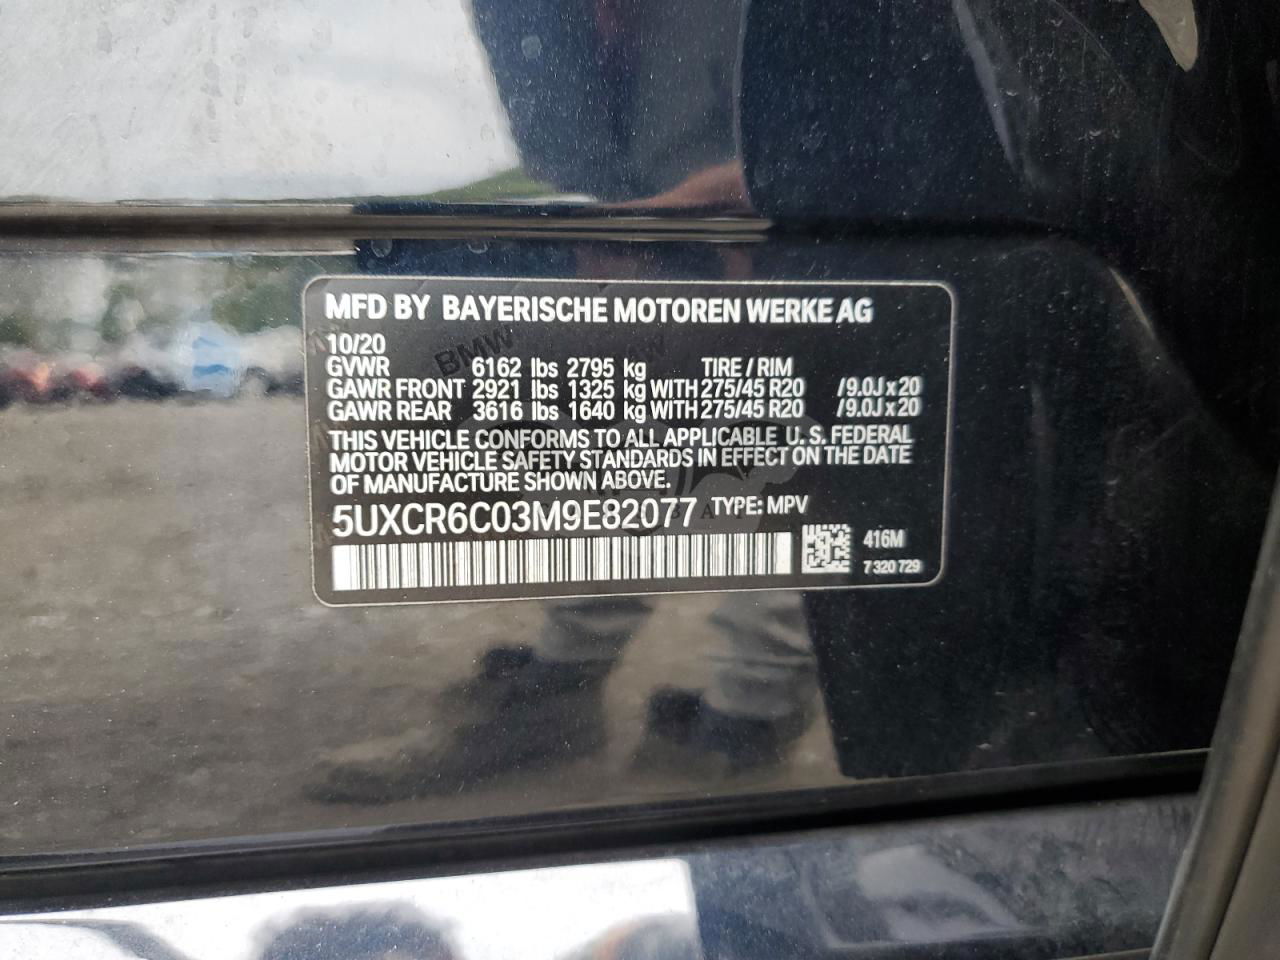 MFD BY BAYERISCHE MOTOREN WERKE AG
10/20
GVWR 6162 lbs 2795 kg TIRE / RIM
GAWR FRONT 2921 lbs 1325 kg WITH 275/45 R20 /9.0J x 20
GAWR REAR 3616 lbs 1640 kg WITH 275/45 R20 /9.0J x 20
THIS VEHICLE CONFORMS TO ALL APPLICABLE U. S. FEDERAL
MOTOR VEHICLE SAFETY STANDARDS IN EFFECT ON THE DATE
OF MANUFACTURE SHOWN ABOVE.
5UXCR6C03M9E82077 TYPE: MPV
416M
7 320 729
BMW